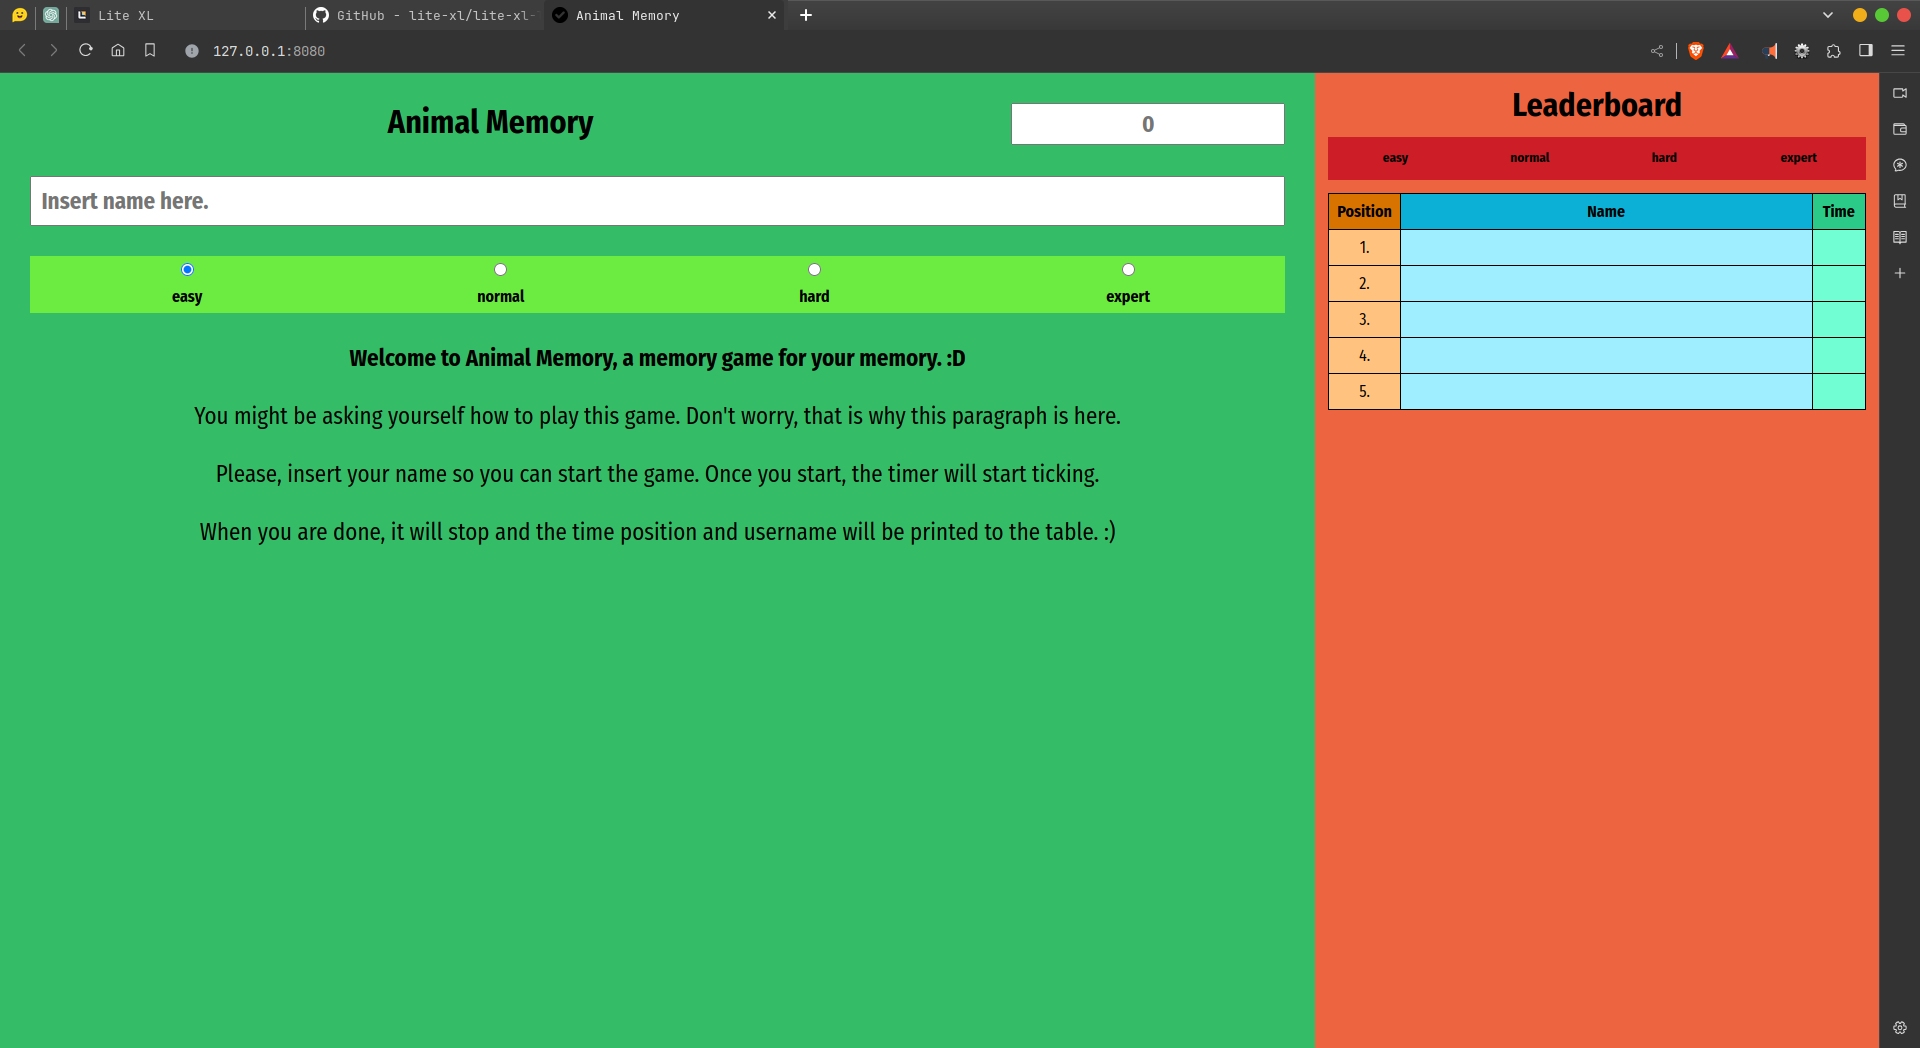 Lite XL
GitHub - lite-xl/lite-xl-
Animal Memory
127.0.0.1:8080
Animal Memory
0
Insert name here.
easy normal hard expert
Welcome to Animal Memory, a memory game for your memory. :D
You might be asking yourself how to play this game. Don't worry, that is why this paragraph is here.
Please, insert your name so you can start the game. Once you start, the timer will start ticking.
When you are done, it will stop and the time position and username will be printed to the table. :)
Leaderboard
easy normal hard expert
Position Name Time
1.
2.
3.
4.
5.